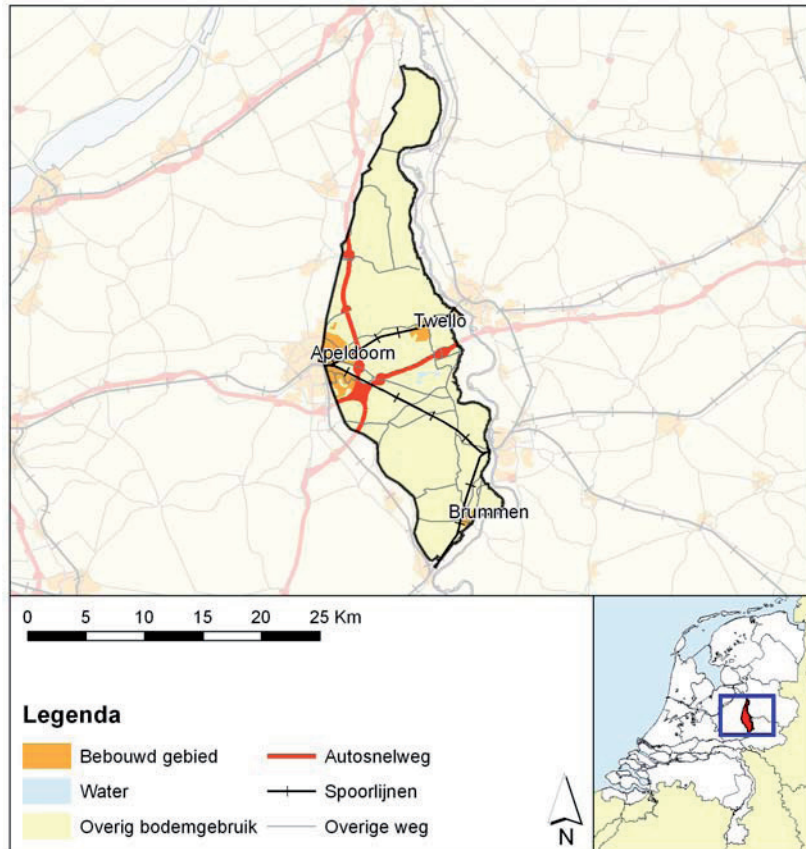 Twello
Apeldoorn
Brummen
0 5 10 15 20 25 Km
Legenda
Bebouwd gebied
Autosnelweg
Water
Spoorlijnen
Overig bodemgebruik
Overige weg
N